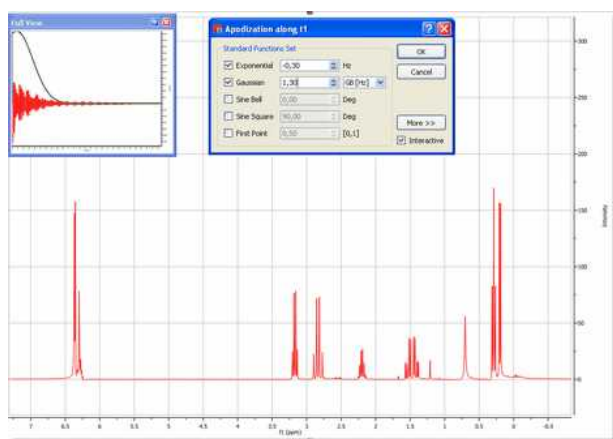 Full View
Apodization along t1
Standard Functions Set
Exponential -0,30 Hz
OK
Gaussian 1,30 GB [Hz]
Cancel
Sine Bell 0,00 Deg
Sine Square 90,00 Deg
More >>
First Point 0,50 [0,1]
Interactive
300
250
200
150
100
50
0
7 6.5 6 5.5 5 4.5 4 3.5 3 2.5 2 1.5 1 0.5 0 -0.5
f1 (ppm)